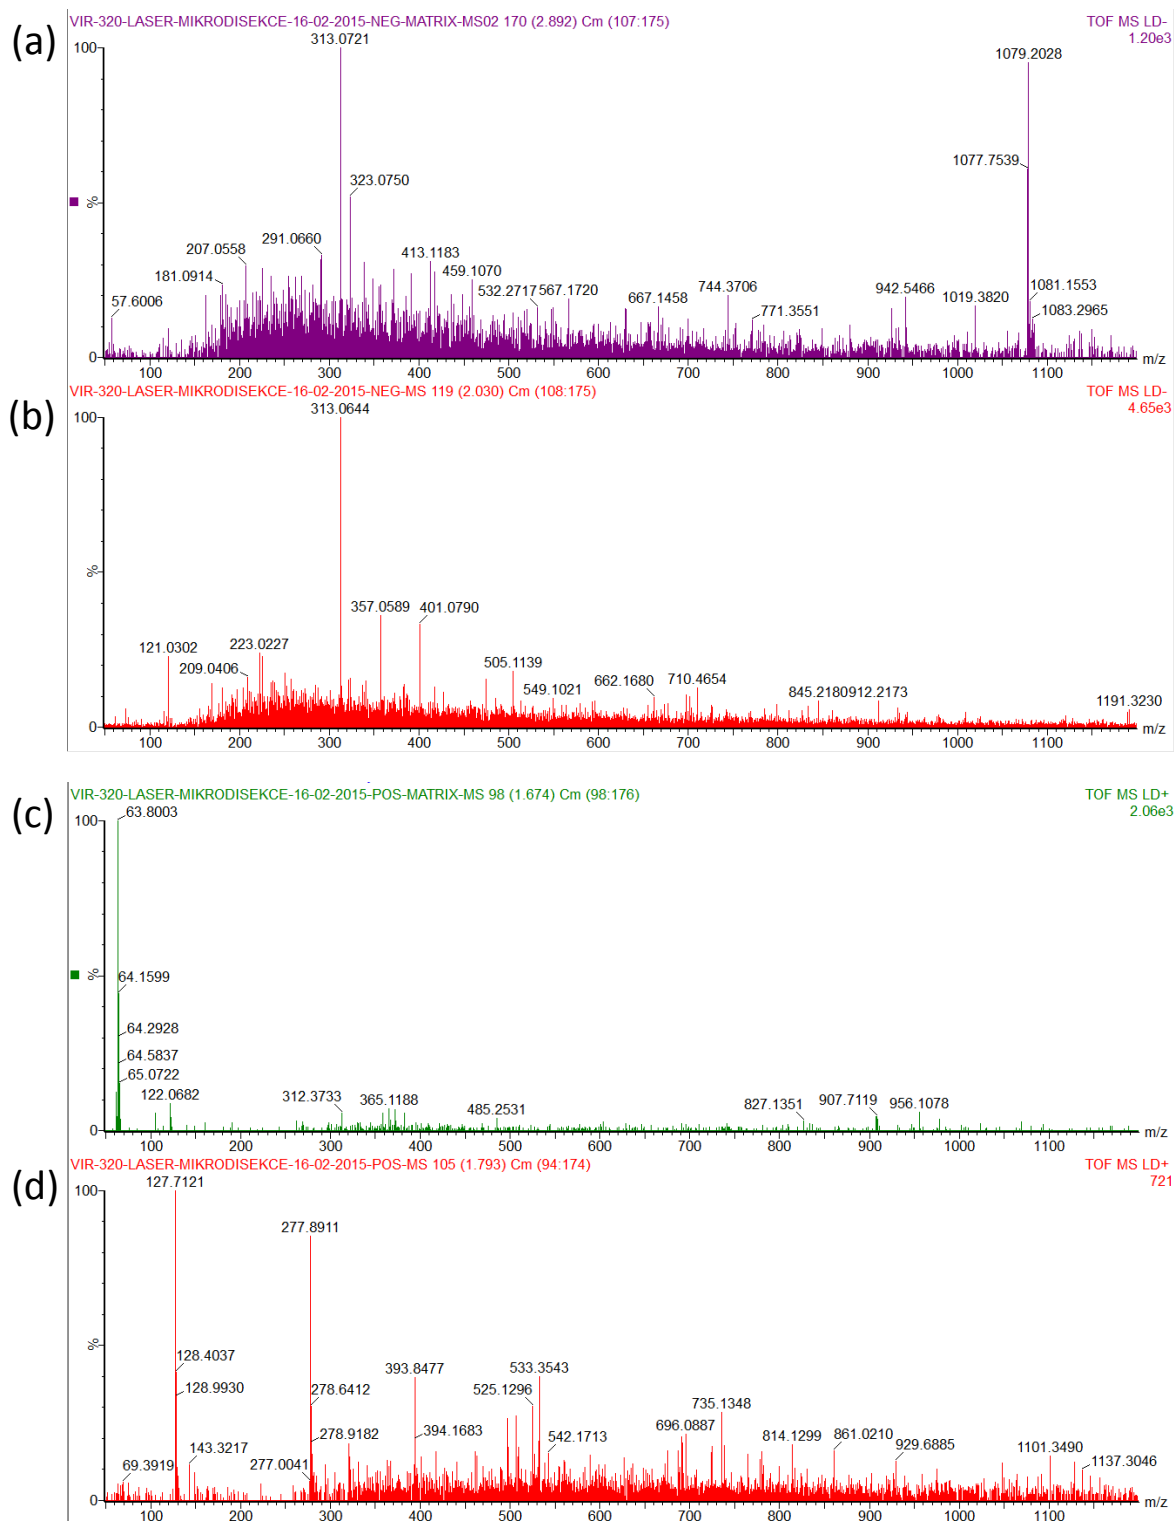 (a)
VIR-320-LASER-MIKRODISEKCE-16-02-2015-NEG-MATRIX-MS02 170 (2.892) Cm (107:175) TOF MS LD-
1.20e3
100 313.0721 1079.2028
1077.7539
323.0750
%
207.0558 291.0660 413.1183
181.0914 459.1070
532.2717 567.1720 744.3706 942.5466
57.6006 667.1458 771.3551 1019.3820 1081.1553
1083.2965
0
100 200 300 400 500 600 700 800 900 1000 1100 m/z
(b)
VIR-320-LASER-MIKRODISEKCE-16-02-2015-NEG-MS 119 (2.030) Cm (108:175) TOF MS LD-
4.65e3
100 313.0644
%
357.0589 401.0790
121.0302 223.0227
209.0406 505.1139
549.1021 662.1680 710.4654 845.2180 912.2173
1191.3230
0
100 200 300 400 500 600 700 800 900 1000 1100 m/z
(c)
VIR-320-LASER-MIKRODISEKCE-16-02-2015-POS-MATRIX-MS 98 (1.674) Cm (98:176) TOF MS LD+
2.06e3
100 63.8003
%
64.1599
64.2928
64.5837
65.0722
122.0682 312.3733 365.1188
485.2531 827.1351 907.7119 956.1078
0
100 200 300 400 500 600 700 800 900 1000 1100 m/z
(d)
VIR-320-LASER-MIKRODISEKCE-16-02-2015-POS-MS 105 (1.793) Cm (94:174) TOF MS LD+
721
100 127.7121
277.8911
%
128.4037 393.8477 533.3543
128.9930 278.6412 525.1296 735.1348
278.9182 394.1683 542.1713 696.0887
143.3217 814.1299 861.0210
69.3919 277.0041 929.6885 1101.3490
1137.3046
0
100 200 300 400 500 600 700 800 900 1000 1100 m/z